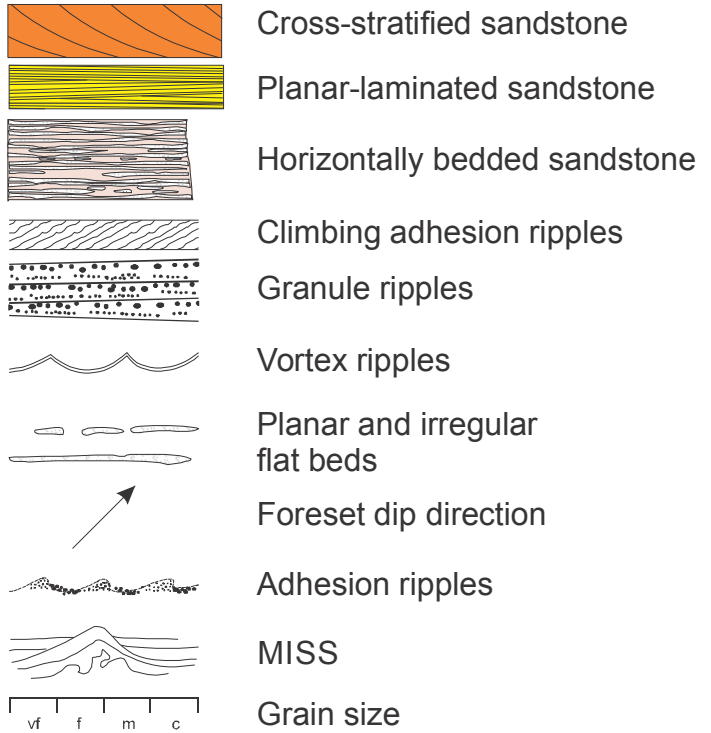 Cross-stratified sandstone
Planar-laminated sandstone
Horizontally bedded sandstone
Climbing adhesion ripples
Granule ripples
Vortex ripples
Planar and irregular
flat beds
Foreset dip direction
Adhesion ripples
MISS
vf f m c Grain size